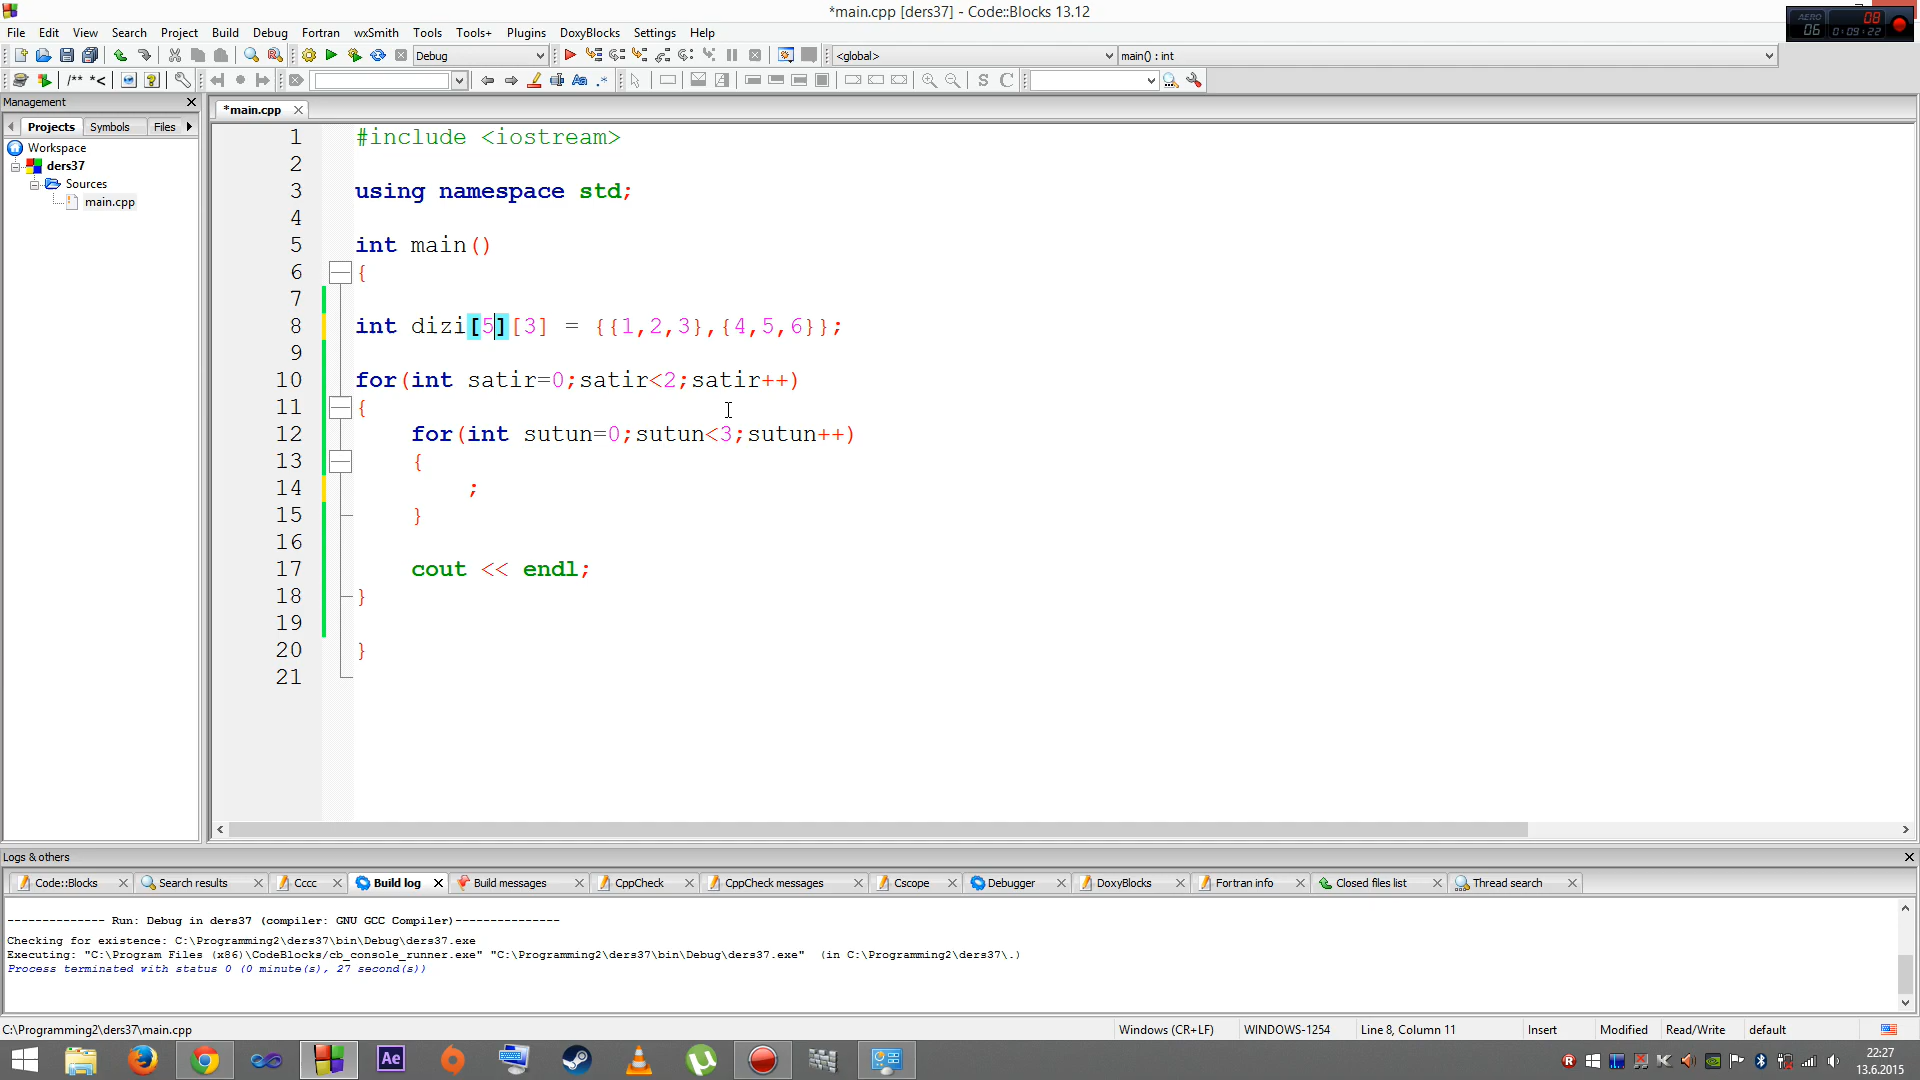 *main.cpp [ders37] - Code::Blocks 13.12
File Edit View Search Project Build Debug Fortran wxSmith Tools Tools+ Plugins DoxyBlocks Settings Help
AERO 08
06 0:09:22
Debug <global> main() : int
/** *< Aa .* S C
Management
*main.cpp
Projects Symbols Files
Workspace
ders37
Sources
main.cpp
1 #include <iostream>
2
3 using namespace std;
4
5 int main()
6 {
7
8 int dizi[5][3] = {{1,2,3},{4,5,6}};
9
10 for(int satir=0;satir<2;satir++)
11 {
12 for(int sutun=0;sutun<3;sutun++)
13 {
14 ;
15 }
16
17 cout << endl;
18 }
19
20 }
21
Logs & others
Code::Blocks Search results Cccc Build log Build messages CppCheck CppCheck messages Cscope Debugger DoxyBlocks Fortran info Closed files list Thread search
-------------- Run: Debug in ders37 (compiler: GNU GCC Compiler)---------------
Checking for existence: C:\Programming2\ders37\bin\Debug\ders37.exe
Executing: "C:\Program Files (x86)\CodeBlocks/cb_console_runner.exe" "C:\Programming2\ders37\bin\Debug\ders37.exe"  (in C:\Programming2\ders37\.)
Process terminated with status 0 (0 minute(s), 27 second(s))
C:\Programming2\ders37\main.cpp Windows (CR+LF) WINDOWS-1254 Line 8, Column 11 Insert Modified Read/Write default
Ae
22:27
13.6.2015